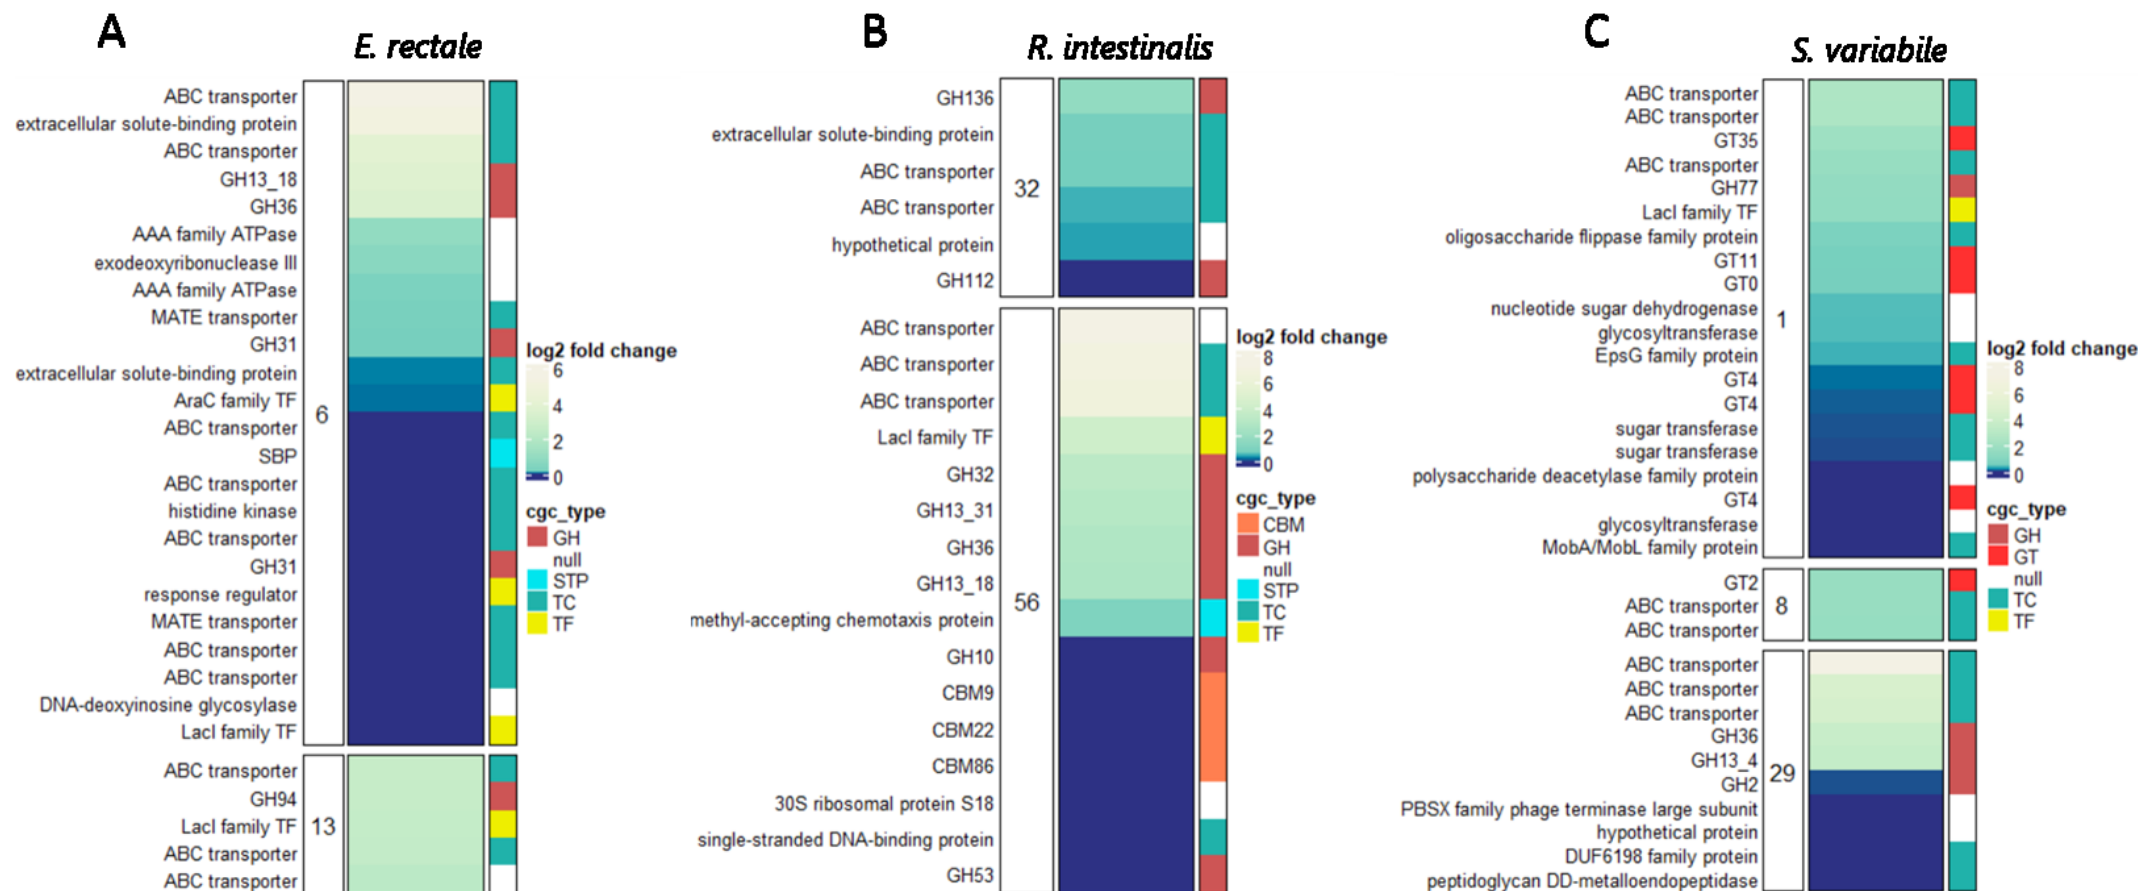 A
E. rectale
ABC transporter
extracellular solute-binding protein
ABC transporter
GH13_18
GH36
AAA family ATPase
exodeoxyribonuclease III
AAA family ATPase
MATE transporter
GH31
extracellular solute-binding protein
AraC family TF
ABC transporter
SBP
ABC transporter
histidine kinase
ABC transporter
GH31
response regulator
MATE transporter
ABC transporter
ABC transporter
DNA-deoxyinosine glycosylase
LacI family TF
6
ABC transporter
GH94
LacI family TF
ABC transporter
ABC transporter
13
log2 fold change
6
4
2
0
cgc_type
GH
null
STP
TC
TF
B
R. intestinalis
GH136
extracellular solute-binding protein
ABC transporter
ABC transporter
hypothetical protein
GH112
32
ABC transporter
ABC transporter
ABC transporter
LacI family TF
GH32
GH13_31
GH36
GH13_18
methyl-accepting chemotaxis protein
GH10
CBM9
CBM22
CBM86
30S ribosomal protein S18
single-stranded DNA-binding protein
GH53
56
log2 fold change
8
6
4
2
0
cgc_type
CBM
GH
null
STP
TC
TF
C
S. variabile
ABC transporter
ABC transporter
GT35
ABC transporter
GH77
LacI family TF
oligosaccharide flippase family protein
GT11
GT0
nucleotide sugar dehydrogenase
glycosyltransferase
EpsG family protein
GT4
GT4
sugar transferase
sugar transferase
polysaccharide deacetylase family protein
GT4
glycosyltransferase
MobA/MobL family protein
1
GT2
ABC transporter
ABC transporter
8
ABC transporter
ABC transporter
ABC transporter
GH36
GH13_4
GH2
PBSX family phage terminase large subunit
hypothetical protein
DUF6198 family protein
peptidoglycan DD-metalloendopeptidase
29
log2 fold change
8
6
4
2
0
cgc_type
GH
GT
null
TC
TF